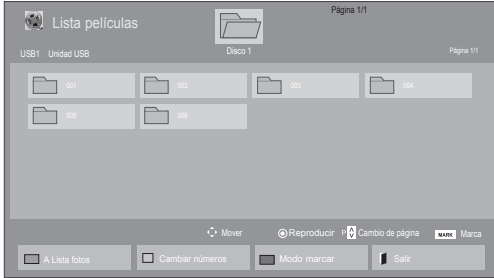 Página 1/1
Lista películas
Disco 1
USB1 Unidad USB
Página 1/1
001 002 003 004
005 006
Mover Reproducir P Cambio de página MARK Marca
A Lista fotos Cambiar números Modo marcar Salir